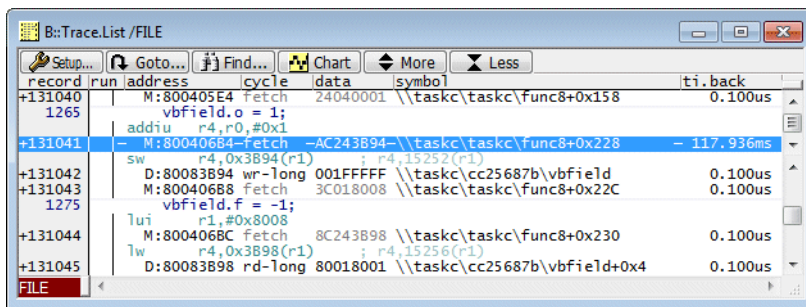 B::Trace.List /FILE
Setup... Goto... Find... Chart More Less
record run address cycle data symbol ti.back
+131040 M:800405E4 fetch 24040001 \\taskc\taskc\func8+0x158 0.100us
1265 vbfield.o = 1;
addiu r4,r0,#0x1
+131041 M:800406B4 fetch AC243B94 \\taskc\taskc\func8+0x228 117.936ms
sw r4,0x3B94(r1) ; r4,15252(r1)
+131042 D:80083B94 wr-long 001FFFFF \\taskc\cc25687b\vbfield 0.100us
+131043 M:800406B8 fetch 3C018008 \\taskc\taskc\func8+0x22C 0.100us
1275 vbfield.f = -1;
lui r1,#0x8008
+131044 M:800406BC fetch 8C243B98 \\taskc\taskc\func8+0x230 0.100us
lw r4,0x3B98(r1) ; r4,15256(r1)
+131045 D:80083B98 rd-long 80018001 \\taskc\cc25687b\vbfield+0x4 0.100us
FILE